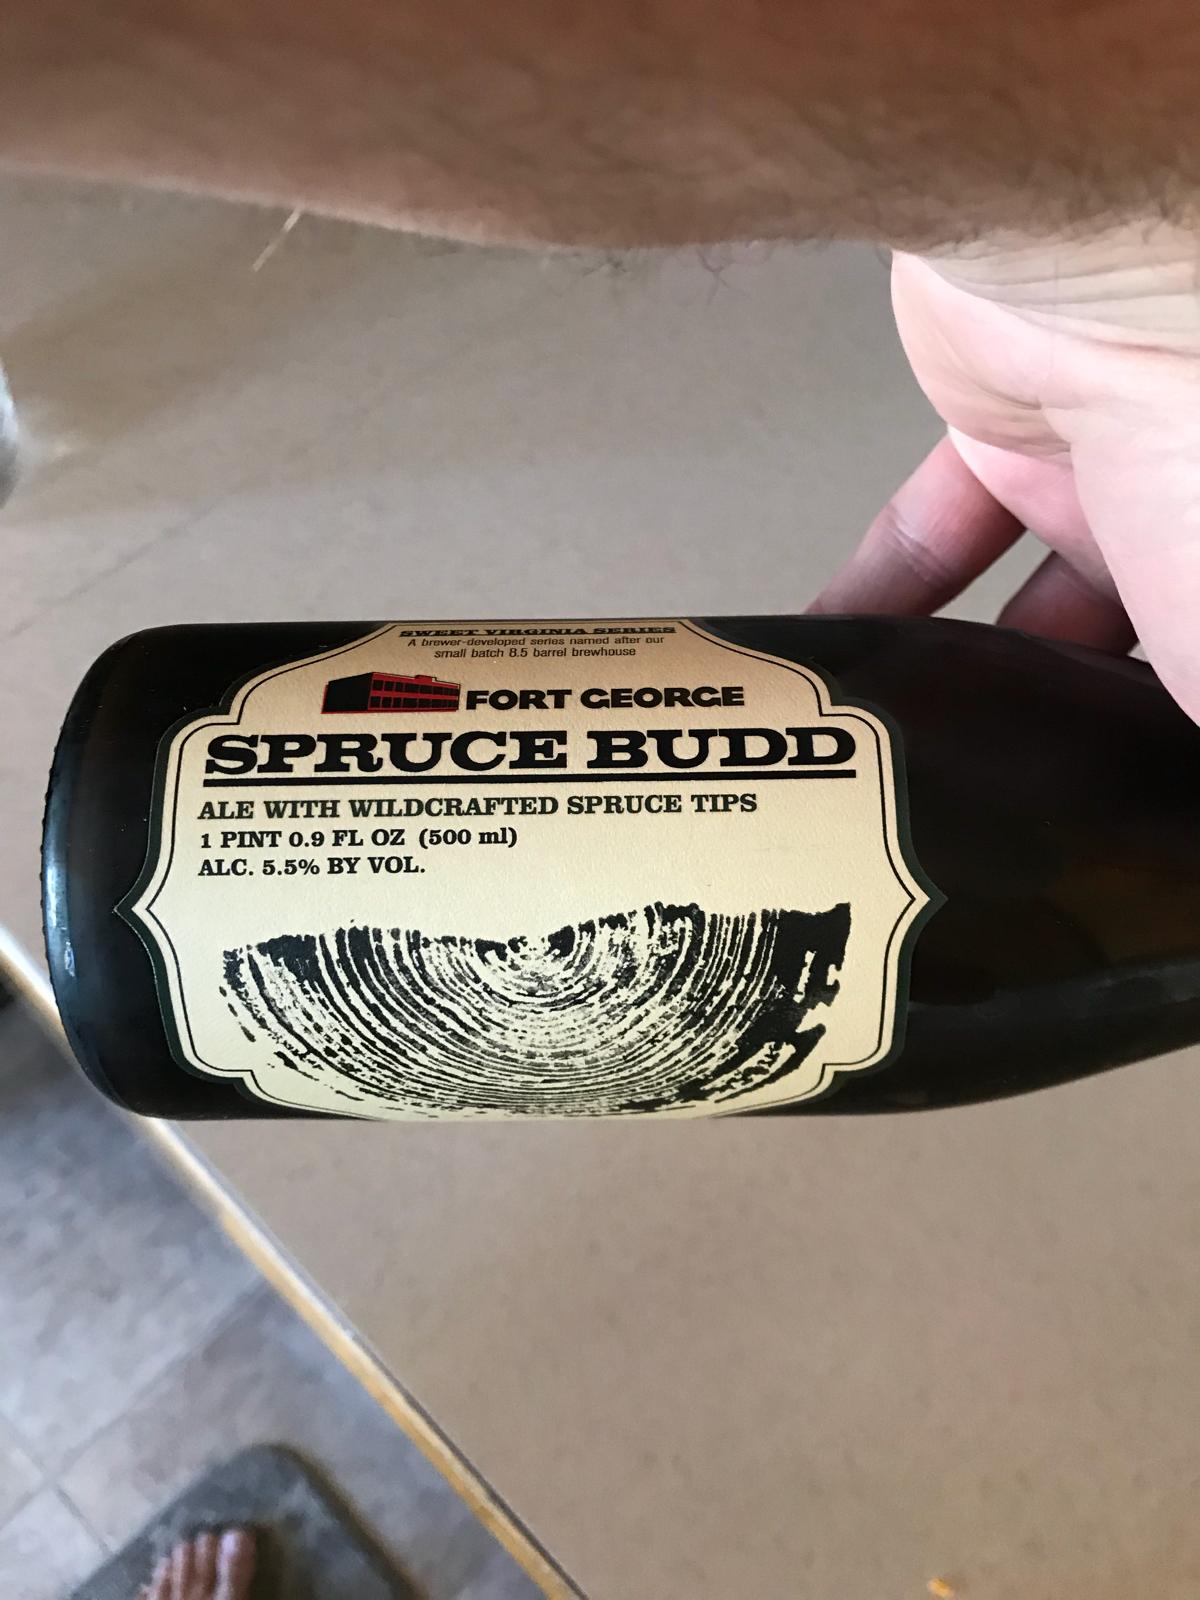 SWEET VIRGINIA SERIES
A brewer-developed series named after our
small batch 8.5 barrel brewhouse
FORT GEORGE
SPRUCE BUDD
ALE WITH WILDCRAFTED SPRUCE TIPS
1 PINT 0.9 FL OZ (500 ml)
ALC. 5.5% BY VOL.